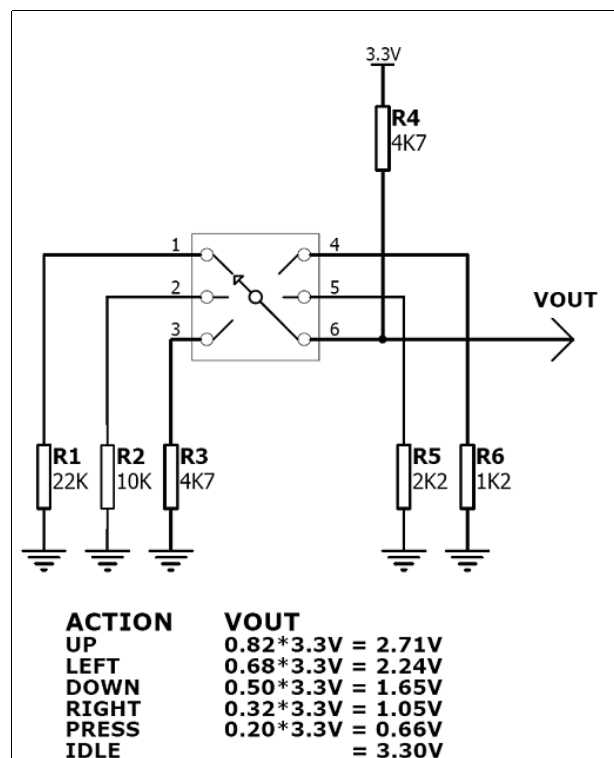 3.3V
R4
4K7
1 4
2 5
3 6
VOUT
R1 R2 R3 R5 R6
22K 10K 4K7 2K2 1K2
ACTION VOUT
UP 0.82*3.3V = 2.71V
LEFT 0.68*3.3V = 2.24V
DOWN 0.50*3.3V = 1.65V
RIGHT 0.32*3.3V = 1.05V
PRESS 0.20*3.3V = 0.66V
IDLE = 3.30V